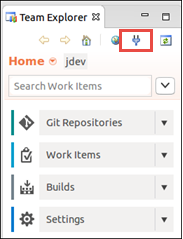 Team Explorer
Home jdev
Search Work Items
Git Repositories
Work Items
Builds
Settings